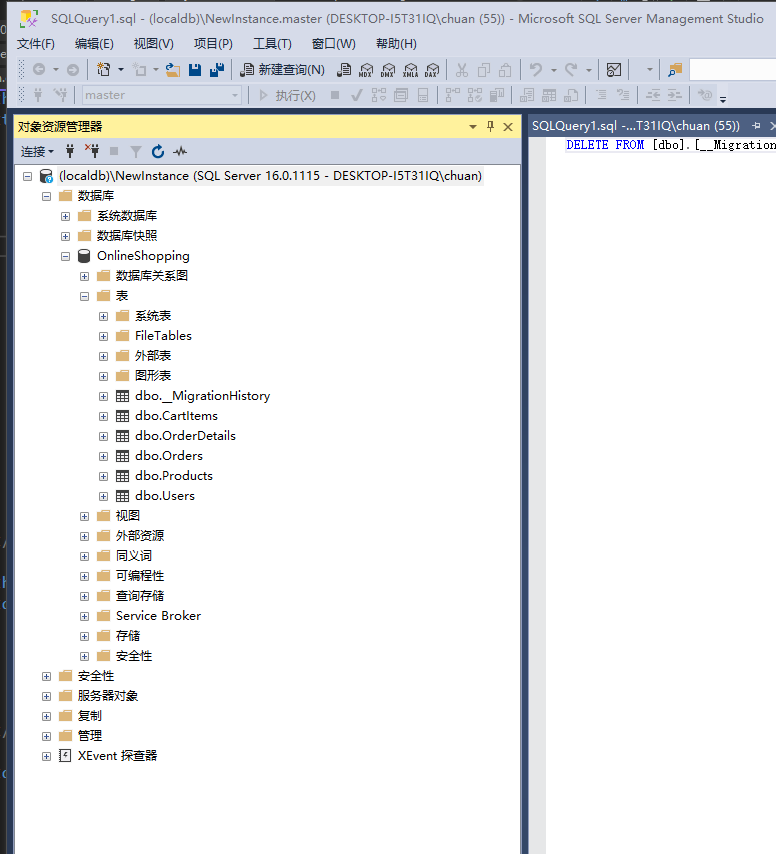 SQLQuery1.sql - (localdb)\NewInstance.master (DESKTOP-I5T31IQ\chuan (55)) - Microsoft SQL Server Management Studio
文件(F) 编辑(E) 视图(V) 项目(P) 工具(T) 窗口(W) 帮助(H)
新建查询(N) MDX DMX XMLA DAX
master 执行(X)
对象资源管理器
SQLQuery1.sql -...T31IQ\chuan (55))
连接
DELETE FROM [dbo].[__Migration
(localdb)\NewInstance (SQL Server 16.0.1115 - DESKTOP-I5T31IQ\chuan)
数据库
系统数据库
数据库快照
OnlineShopping
数据库关系图
表
系统表
FileTables
外部表
图形表
dbo.__MigrationHistory
dbo.CartItems
dbo.OrderDetails
dbo.Orders
dbo.Products
dbo.Users
视图
外部资源
同义词
可编程性
查询存储
Service Broker
存储
安全性
安全性
服务器对象
复制
管理
XEvent 探查器